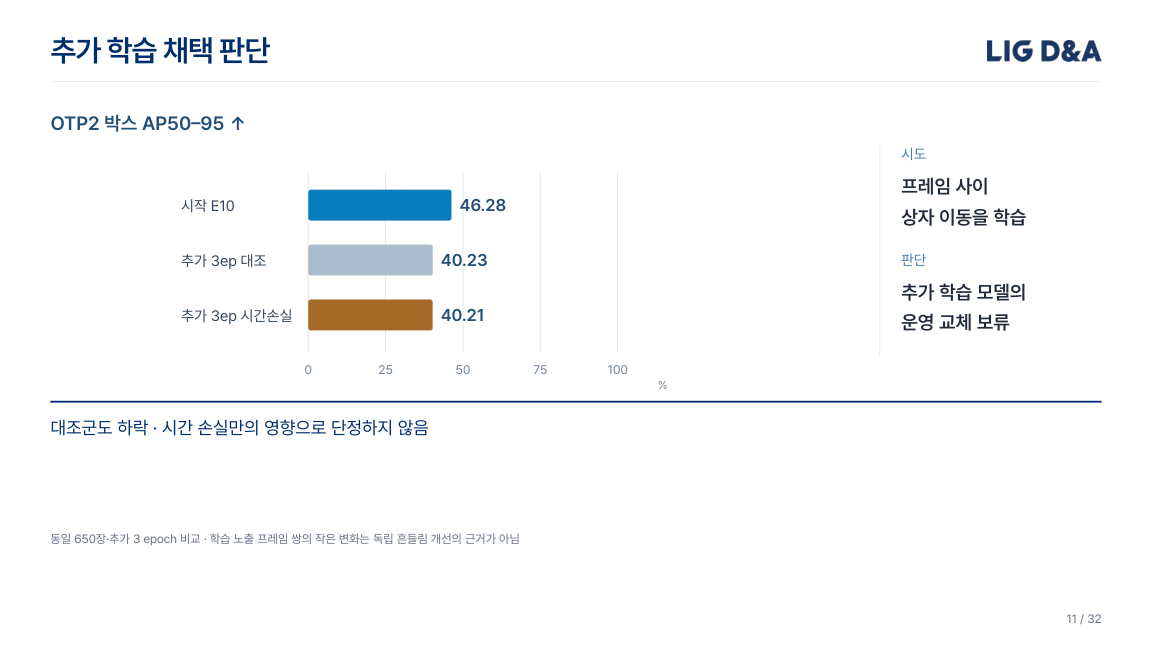 추가 학습 채택 판단
LIG D&A
OTP2 박스 AP50–95 ↑
시작 E10
46.28
추가 3ep 대조
40.23
추가 3ep 시간손실
40.21
0 25 50 75 100
%
시도
프레임 사이
상자 이동을 학습
판단
추가 학습 모델의
운영 교체 보류
대조군도 하락 · 시간 손실만의 영향으로 단정하지 않음
동일 650장·추가 3 epoch 비교 · 학습 노출 프레임 쌍의 작은 변화는 독립 흔들림 개선의 근거가 아님
11 / 32